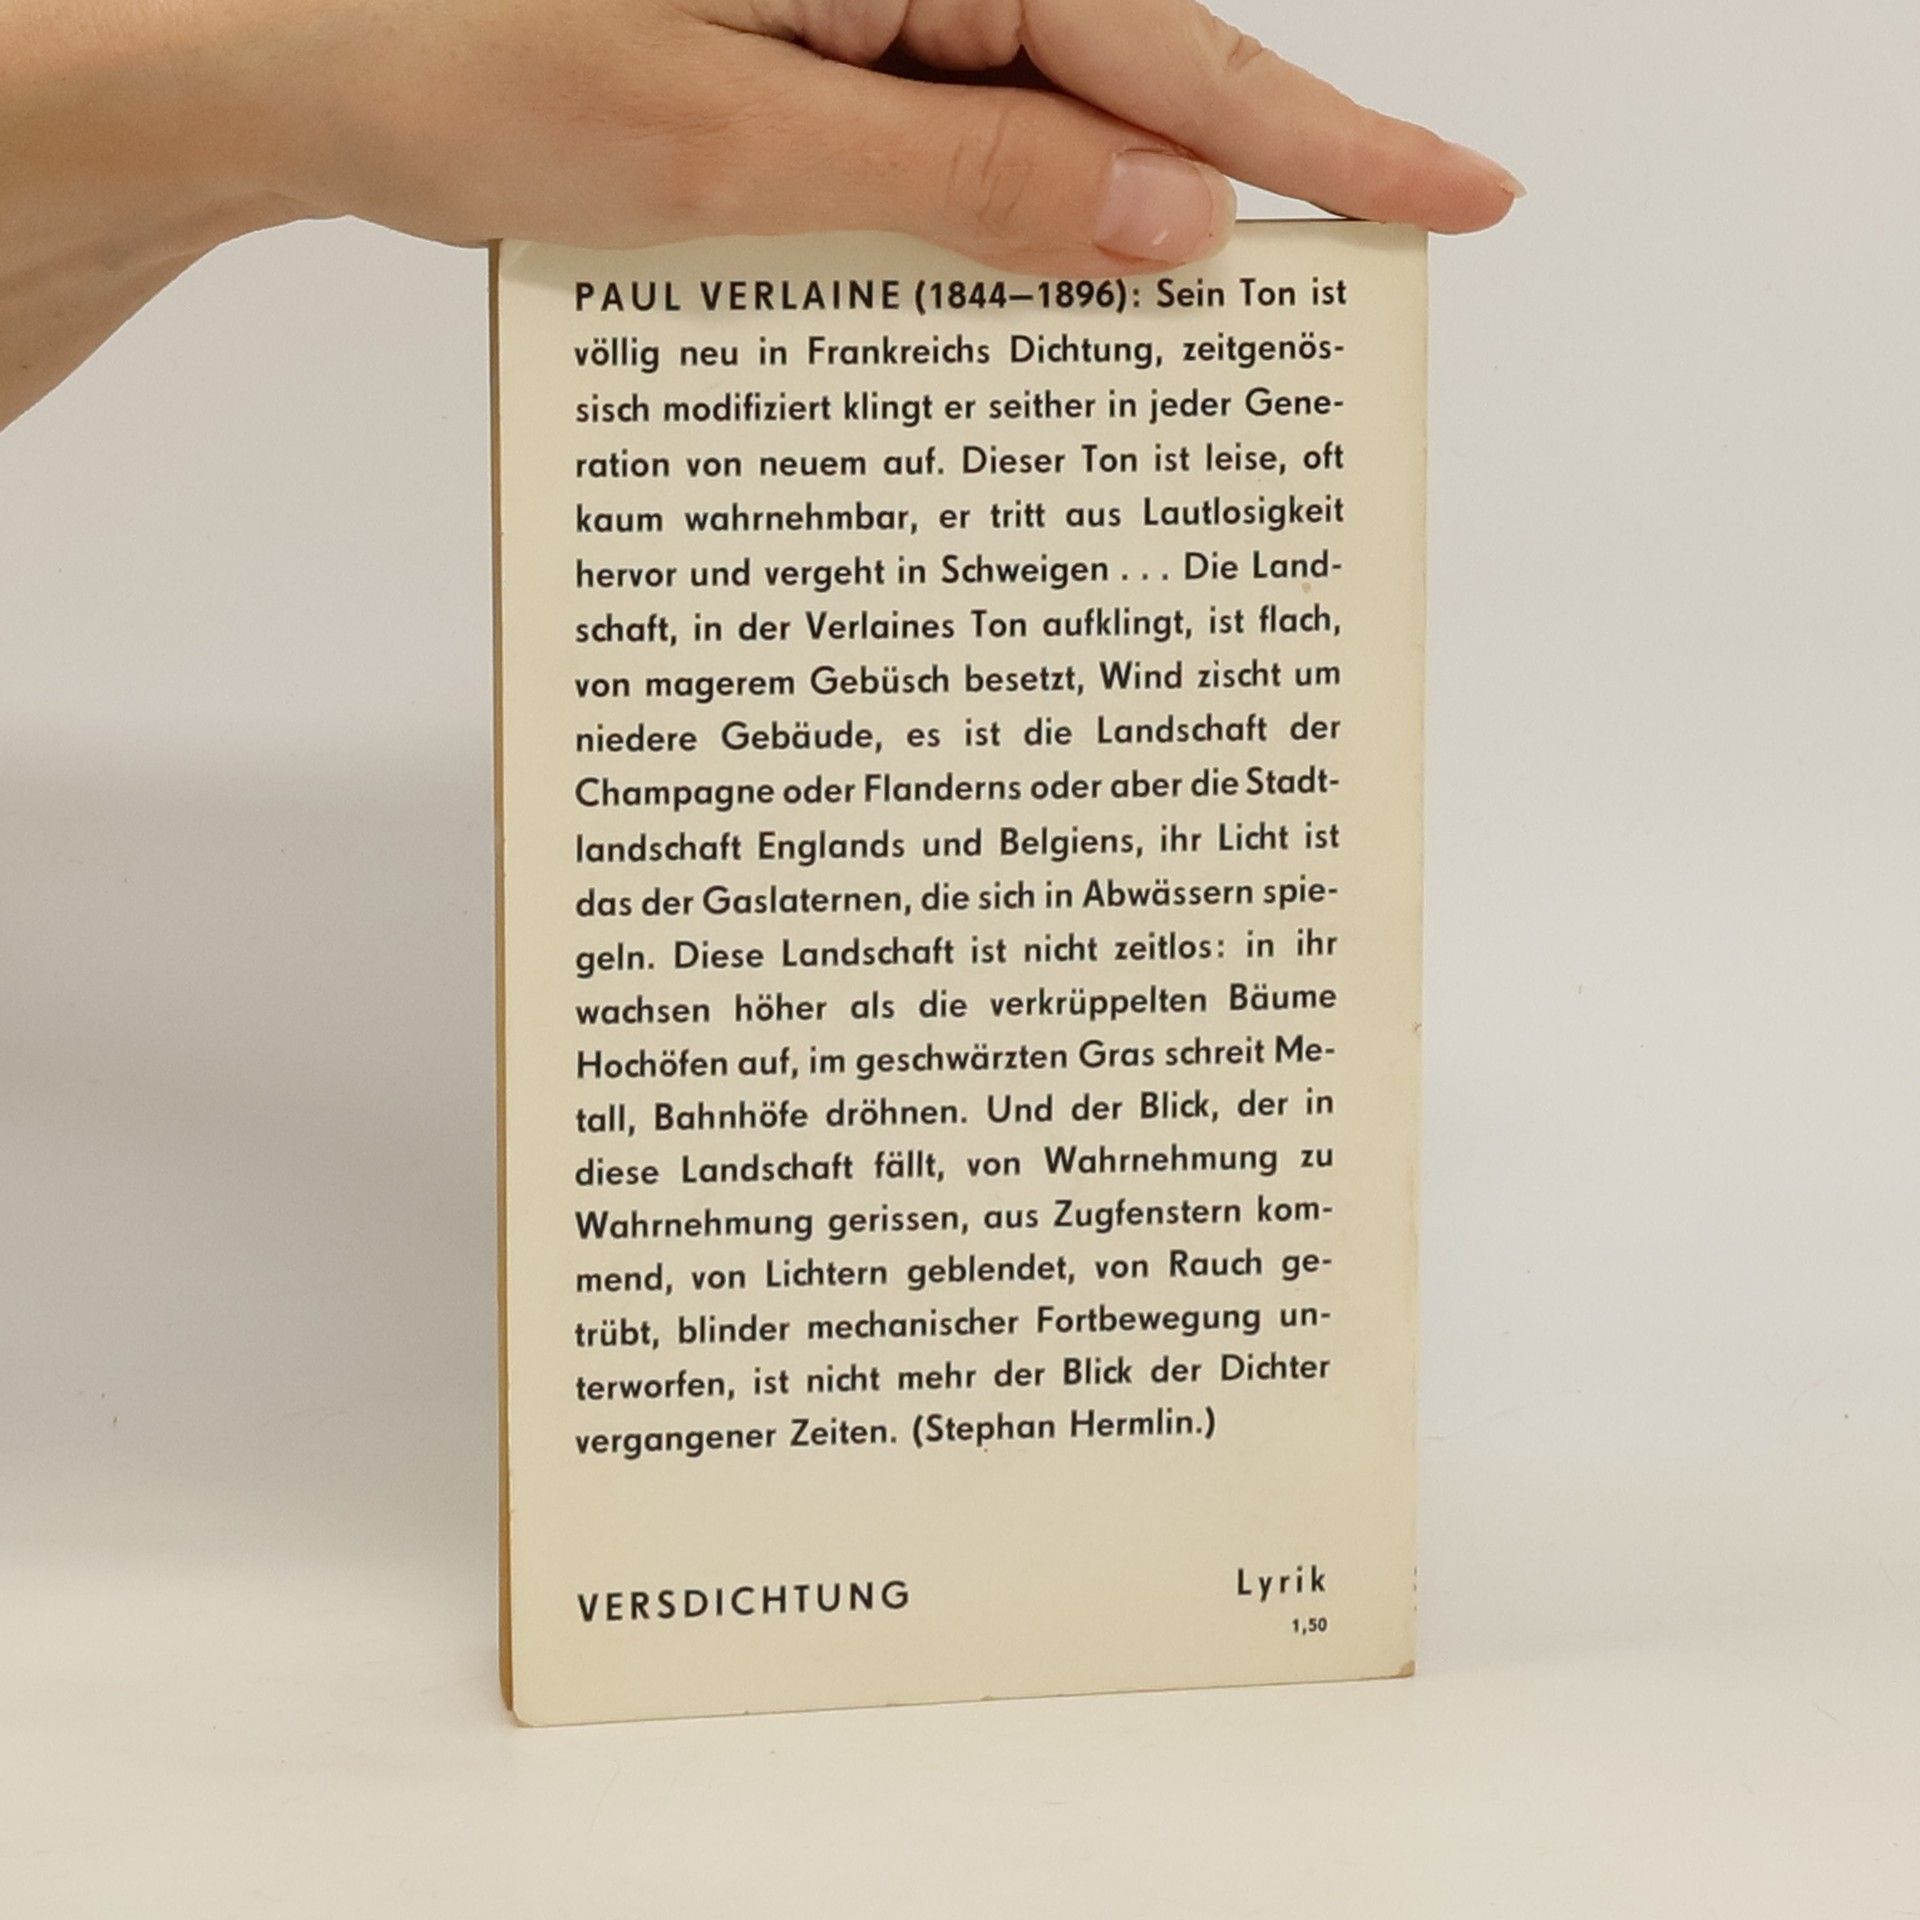 PAUL VERLAINE (1844–1896): Sein Ton ist
völlig neu in Frankreichs Dichtung, zeitgenös-
sisch modifiziert klingt er seither in jeder Gene-
ration von neuem auf. Dieser Ton ist leise, oft
kaum wahrnehmbar, er tritt aus Lautlosigkeit
hervor und vergeht in Schweigen . . . Die Land-
schaft, in der Verlaines Ton aufklingt, ist flach,
von magerem Gebüsch besetzt, Wind zischt um
niedere Gebäude, es ist die Landschaft der
Champagne oder Flanderns oder aber die Stadt-
landschaft Englands und Belgiens, ihr Licht ist
das der Gaslaternen, die sich in Abwässern spie-
geln. Diese Landschaft ist nicht zeitlos: in ihr
wachsen höher als die verkrüppelten Bäume
Hochöfen auf, im geschwärzten Gras schreit Me-
tall, Bahnhöfe dröhnen. Und der Blick, der in
diese Landschaft fällt, von Wahrnehmung zu
Wahrnehmung gerissen, aus Zugfenstern kom-
mend, von Lichtern geblendet, von Rauch ge-
trübt, blinder mechanischer Fortbewegung un-
terworfen, ist nicht mehr der Blick der Dichter
vergangener Zeiten. (Stephan Hermlin.)
VERSDICHTUNG
Lyrik
1,50